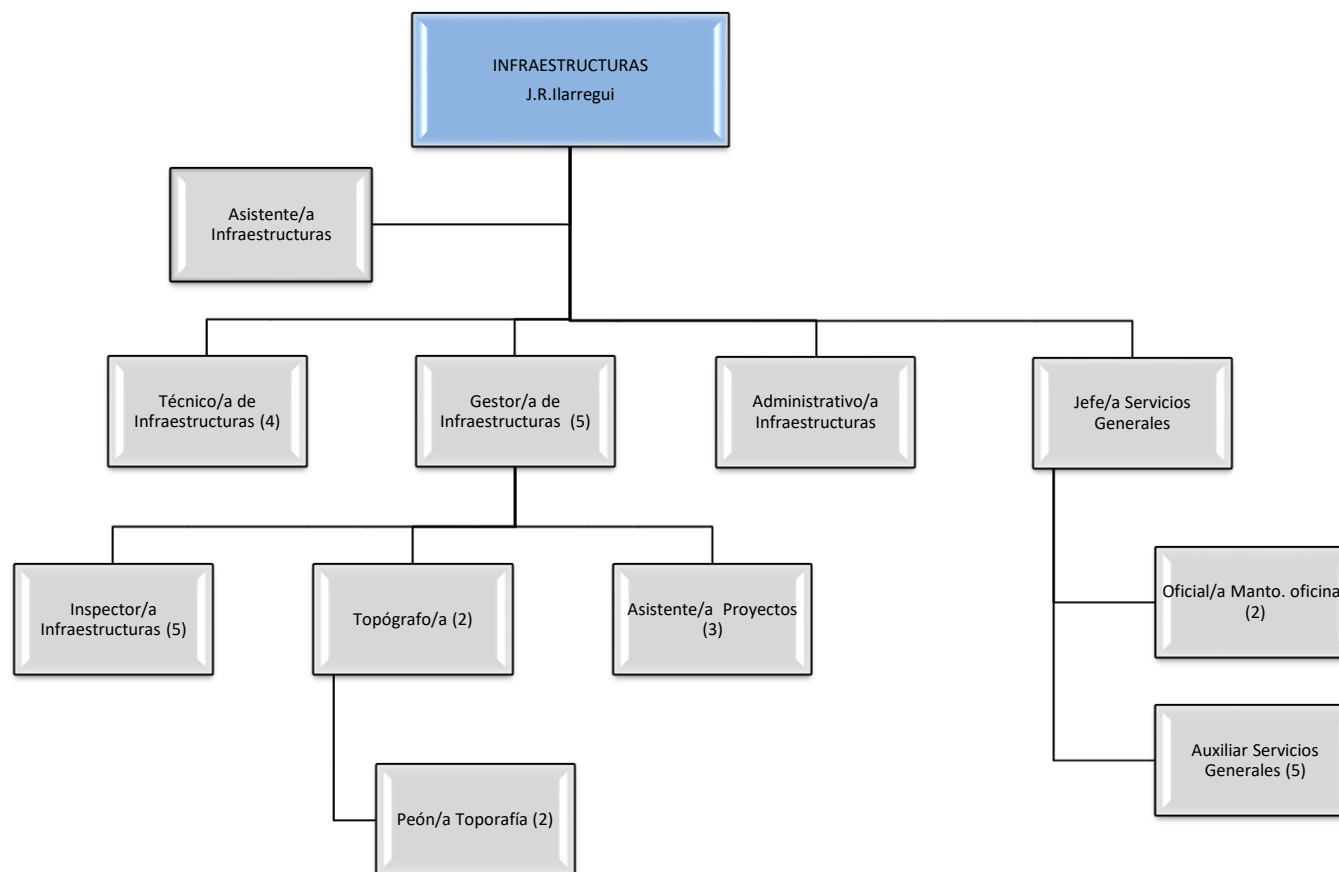 INFRAESTRUCTURAS
J.R.Ilarregui
Asistente/a
Infraestructuras
Técnico/a de
Infraestructuras (4)
Gestor/a de
Infraestructuras (5)
Administrativo/a
Infraestructuras
Jefe/a Servicios
Generales
Inspector/a
Infraestructuras (5)
Topógrafo/a (2)
Asistente/a Proyectos
(3)
Oficial/a Manto. oficina
(2)
Auxiliar Servicios
Generales (5)
Peón/a Toporafía (2)